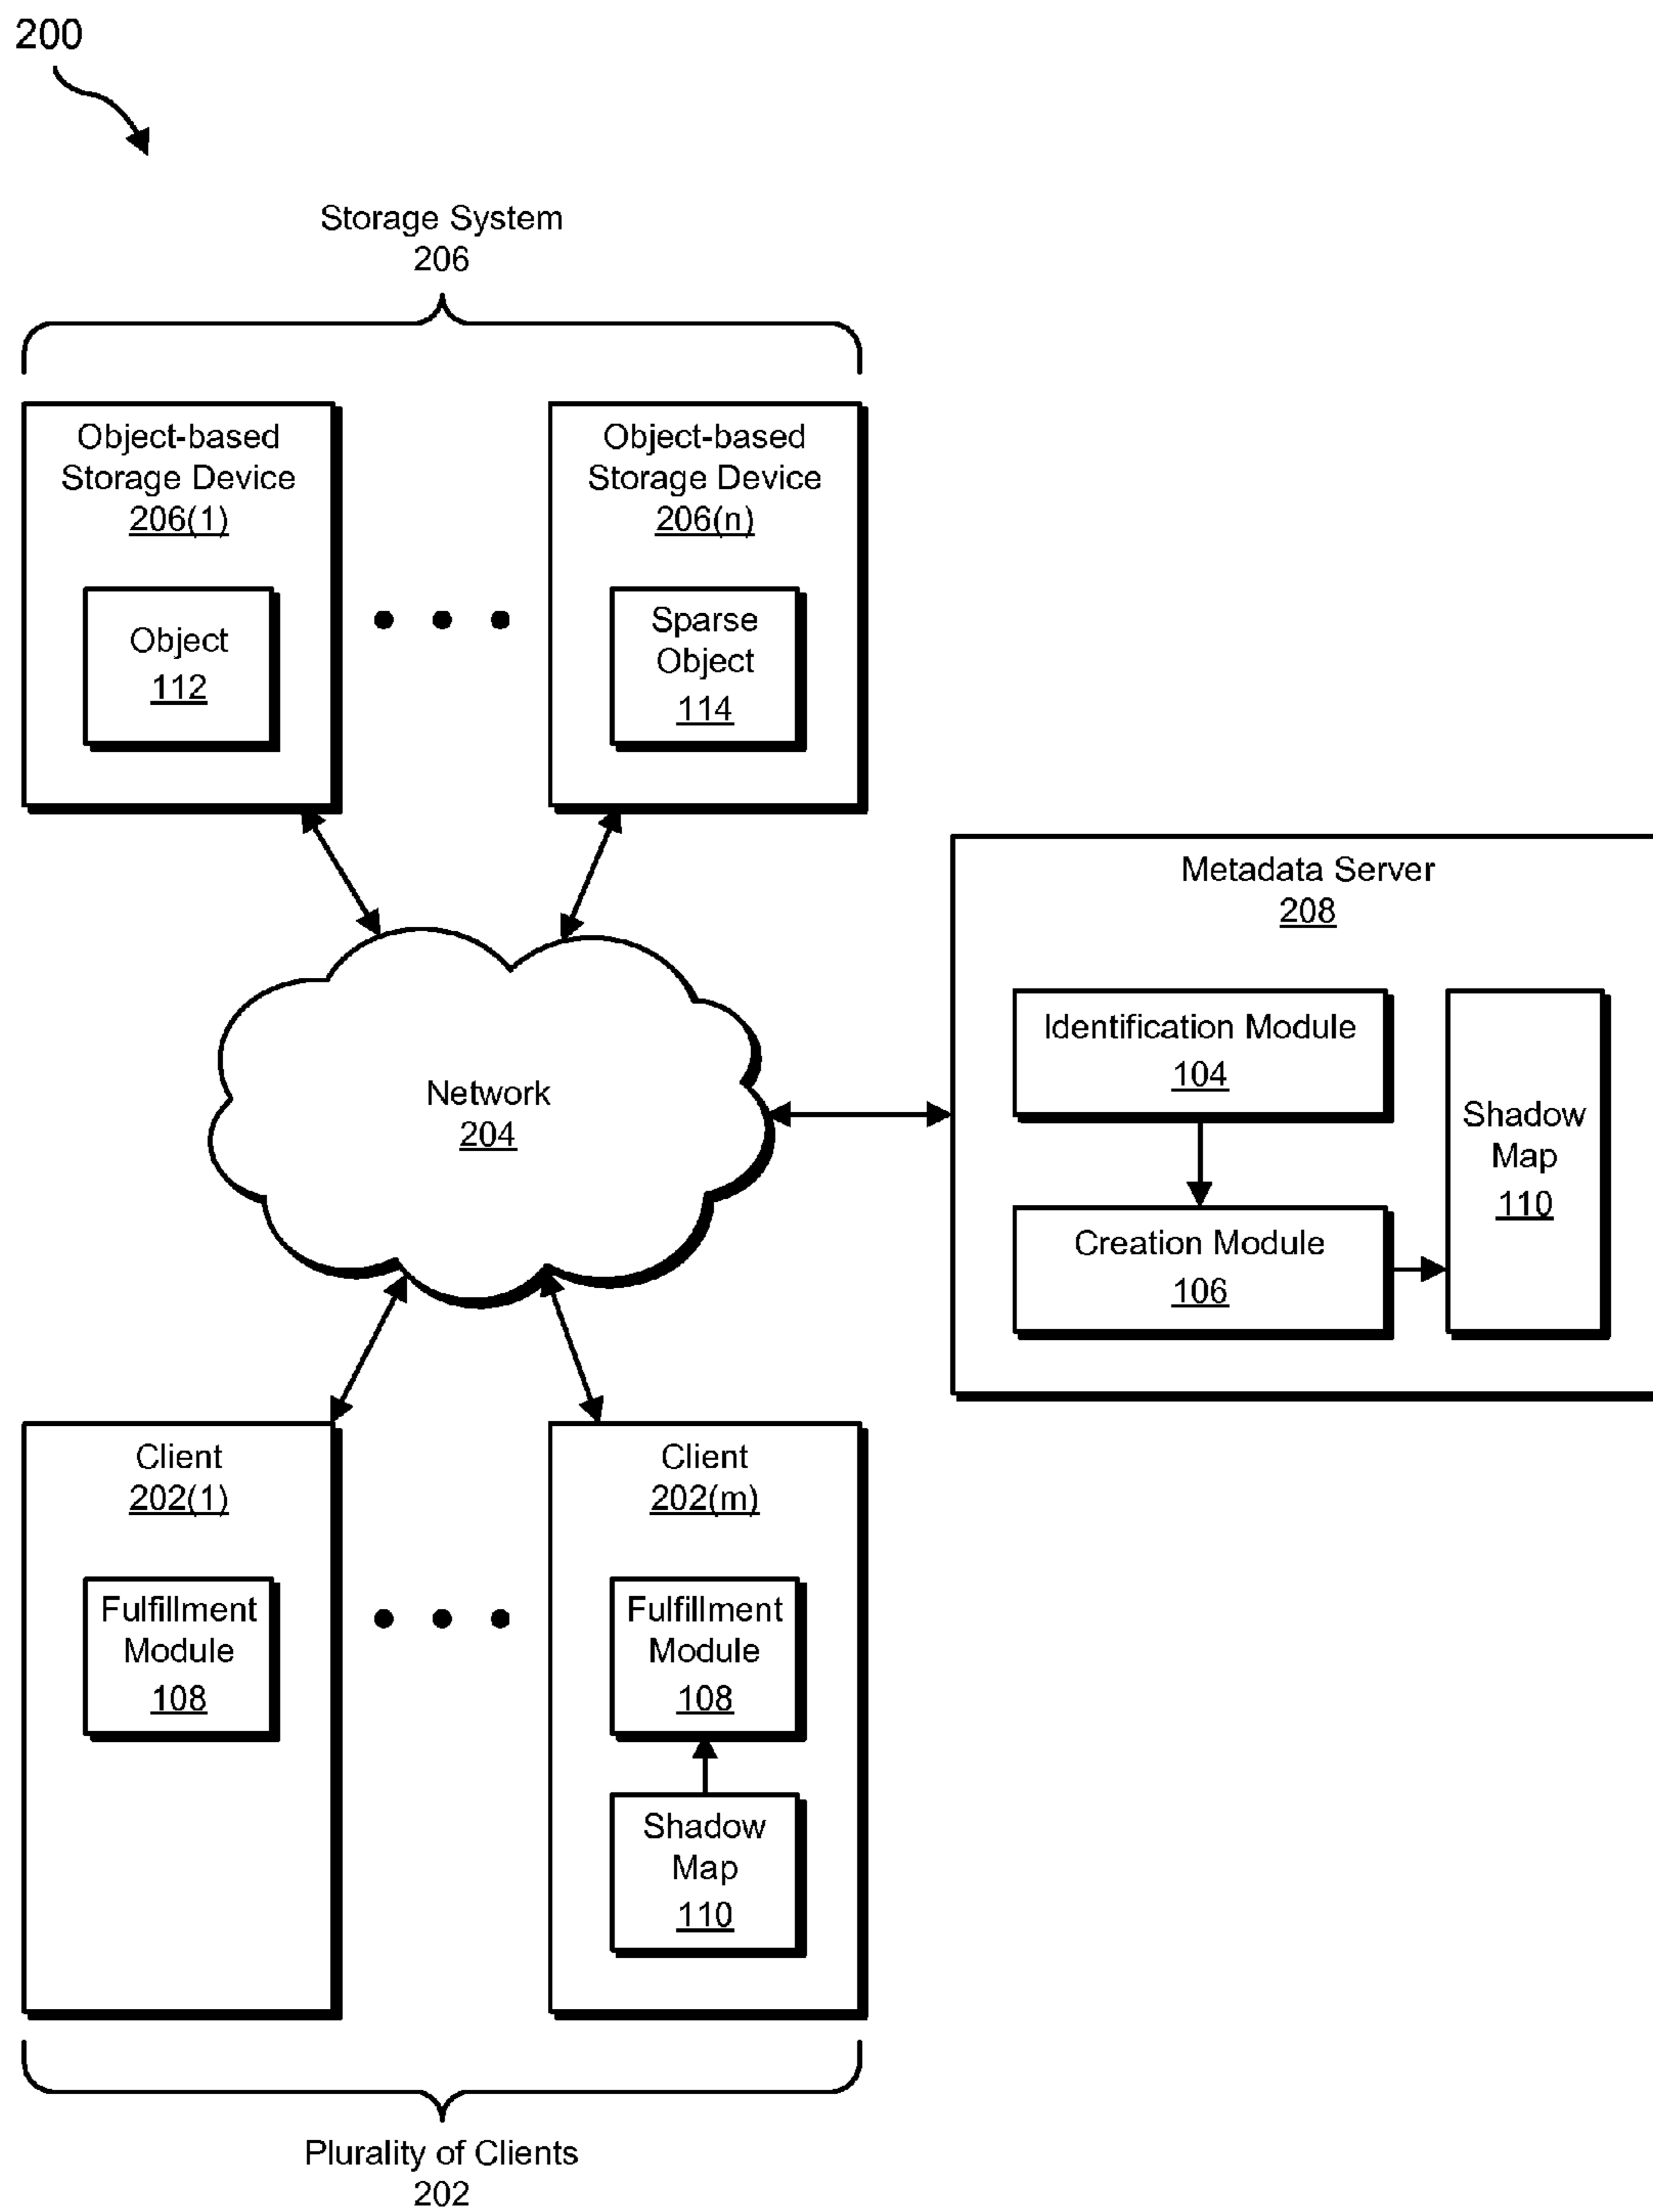 200
Storage System
206
Object-based
Storage Device
206(1)
Object
112
Object-based
Storage Device
206(n)
Sparse
Object
114
Metadata Server
208
Identification Module
104
Creation Module
106
Shadow
Map
110
Network
204
Client
202(1)
Fulfillment
Module
108
Client
202(m)
Fulfillment
Module
108
Shadow
Map
110
Plurality of Clients
202